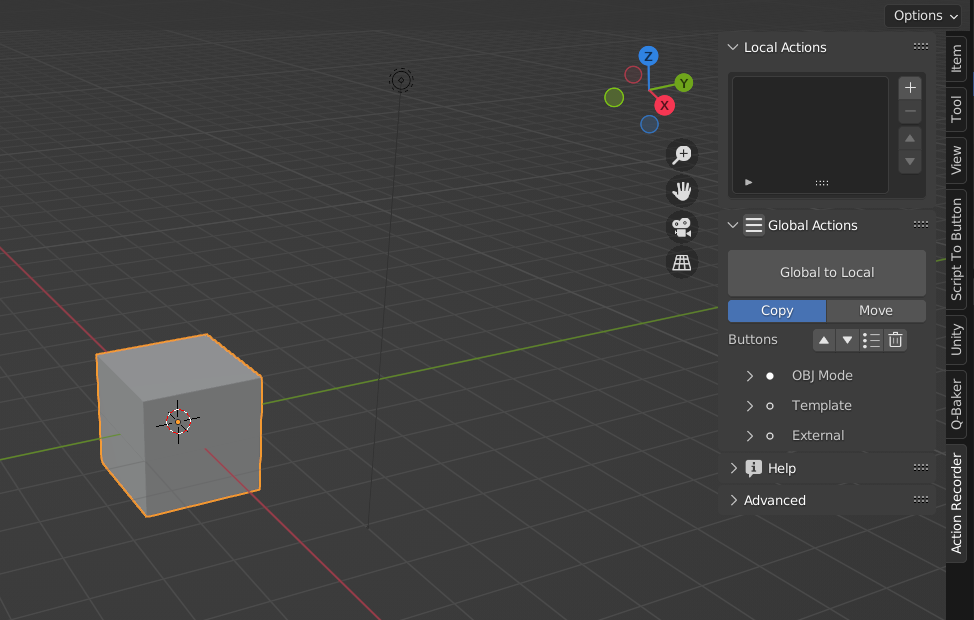 Options
Local Actions
Z
Y
X
Global Actions
Global to Local
Copy
Move
Buttons
OBJ Mode
Template
External
Help
Advanced
Item
Tool
View
Script To Button
Unity
Q-Baker
Action Recorder